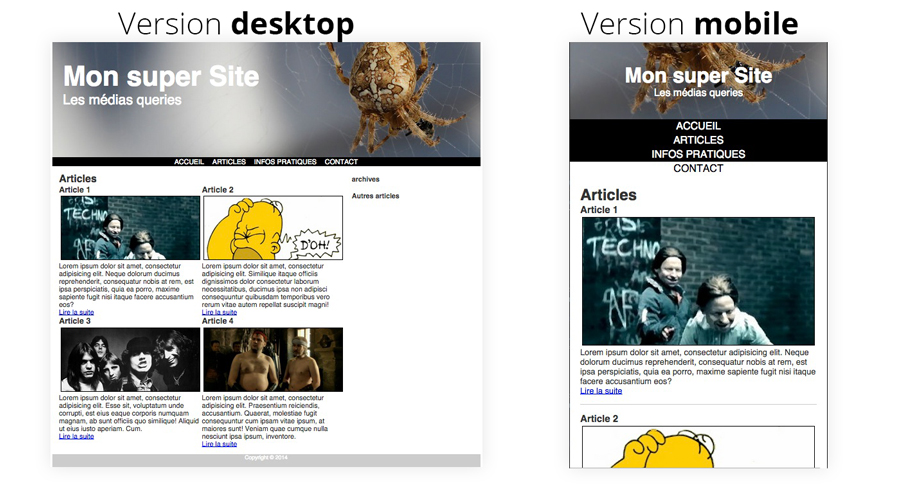 Version desktop
Mon super Site
Les médias queries
ACCUEIL ARTICLES INFOS PRATIQUES CONTACT
Articles
Article 1
TECHNO
Lorem ipsum dolor sit amet, consectetur
adipisicing elit. Neque dolorum ducimus
reprehenderit, consequatur nobis at rem, est
ipsa perspiciatis, quia ea porro, maxime
sapiente fugit nisi itaque facere accusantium
eos?
Lire la suite
Article 2
D'OH!
Lorem ipsum dolor sit amet, consectetur
adipisicing elit. Similique itaque officiis
dignissimos dolor consectetur laborum
necessitatibus, ducimus ipsa non adipisci
consequuntur quibusdam temporibus vero
rerum vitae autem repellat suscipit magni!
Lire la suite
Article 3
Lorem ipsum dolor sit amet, consectetur
adipisicing elit. Esse sit, voluptatum unde
corrupti, est eius eaque corporis numquam
magnam, ab sunt officiis quo similique! Aliquid
ut eius iusto aperiam. Cum.
Lire la suite
Article 4
Lorem ipsum dolor sit amet, consectetur
adipisicing elit. Praesentium reiciendis,
accusantium. Quaerat, molestiae fugit
consequuntur cum ipsam vitae ipsum, at
maiores sunt! Veniam quae cumque nulla
nesciunt ipsa ipsum, inventore.
Lire la suite
archives
Autres articles
Copyright © 2014
Version mobile
Mon super Site
Les médias queries
ACCUEIL
ARTICLES
INFOS PRATIQUES
CONTACT
Articles
Article 1
TECHNO
Lorem ipsum dolor sit amet, consectetur adipisicing elit. Neque
dolorum ducimus reprehenderit, consequatur nobis at rem, est
ipsa perspiciatis, quia ea porro, maxime sapiente fugit nisi itaque
facere accusantium eos?
Lire la suite
Article 2